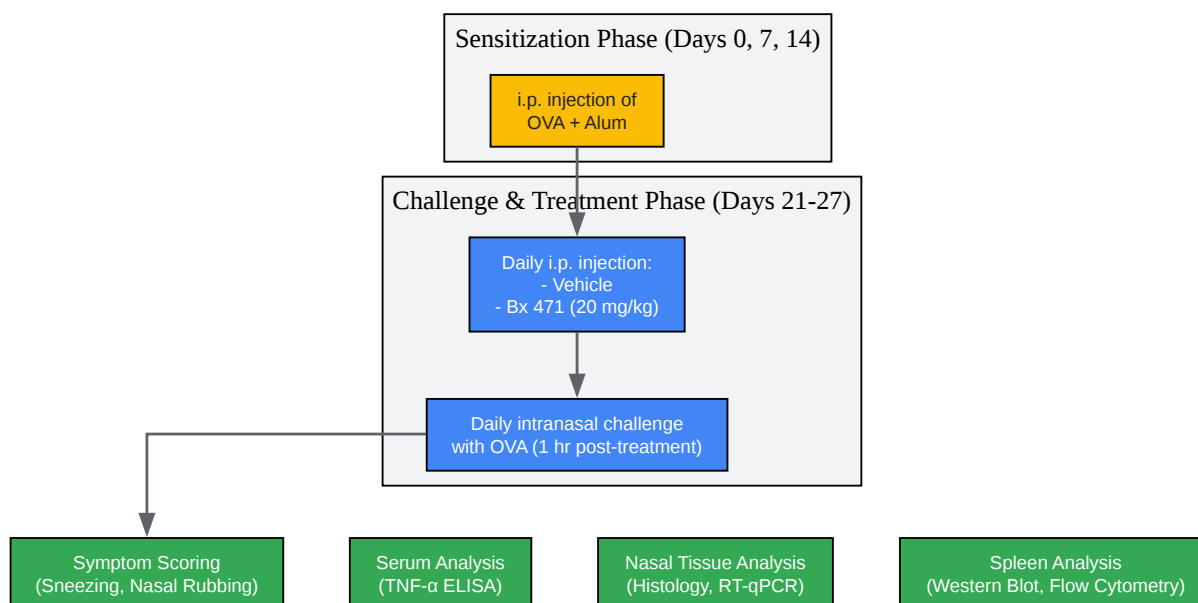 Sensitization Phase (Days 0, 7, 14)
i.p. injection of
OVA + Alum
Challenge & Treatment Phase (Days 21-27)
Daily i.p. injection:
- Vehicle
- Bx 471 (20 mg/kg)
Daily intranasal challenge
with OVA (1 hr post-treatment)
Symptom Scoring
(Sneezing, Nasal Rubbing)
Serum Analysis
(TNF-α ELISA)
Nasal Tissue Analysis
(Histology, RT-qPCR)
Spleen Analysis
(Western Blot, Flow Cytometry)